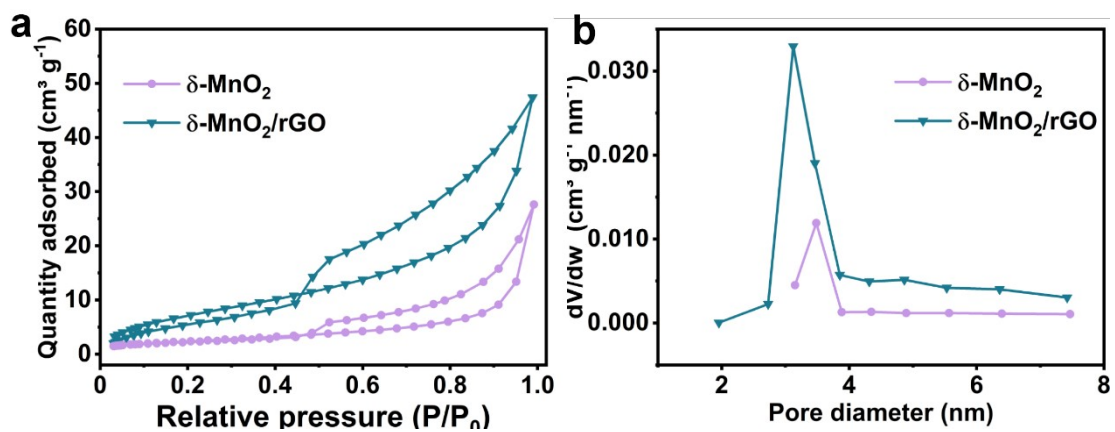 a
Quantity adsorbed (cm³ g⁻¹)
60
50
40
30
20
10
0
δ-MnO₂
δ-MnO₂/rGO
0
0.2
0.4
0.6
0.8
1.0
Relative pressure (P/P₀)
b
dV/dw (cm³ g⁻¹ nm⁻¹)
0.030
0.020
0.010
0.000
δ-MnO₂
δ-MnO₂/rGO
2
4
6
8
Pore diameter (nm)